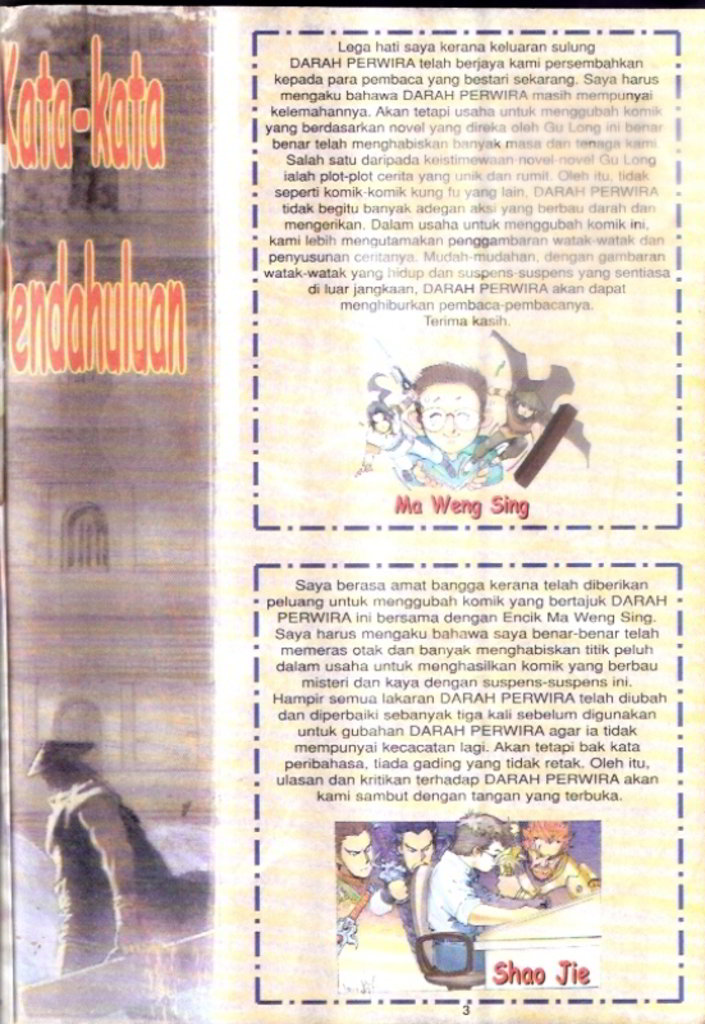 Kata-kata
Pendahuluan
Lega hati saya kerana keluaran sulung
DARAH PERWIRA telah berjaya kami persembahkan
kepada para pembaca yang bestari sekarang. Saya harus
mengaku bahawa DARAH PERWIRA masih mempunyai
kelemahannya. Akan tetapi usaha untuk menggubah komik
yang berdasarkan novel yang direka oleh Gu Long ini benar
benar telah menghabiskan banyak masa dan tenaga kami.
Salah satu daripada keistimewaan novel-novel Gu Long
ialah plot-plot cerita yang unik dan rumit. Oleh itu, tidak
seperti komik-komik kung fu yang lain, DARAH PERWIRA
tidak begitu banyak adegan aksi yang berbau darah dan
mengerikan. Dalam usaha untuk menggubah komik ini,
kami lebih mengutamakan penggambaran watak-watak dan
penyusunan ceritanya. Mudah-mudahan, dengan gambaran
watak-watak yang hidup dan suspens-suspens yang sentiasa
di luar jangkaan, DARAH PERWIRA akan dapat
menghiburkan pembaca-pembacanya.
Terima kasih.
Ma Weng Sing
Saya berasa amat bangga kerana telah diberikan
peluang untuk menggubah komik yang bertajuk DARAH
PERWIRA ini bersama dengan Encik Ma Weng Sing.
Saya harus mengaku bahawa saya benar-benar telah
memeras otak dan banyak menghabiskan titik peluh
dalam usaha untuk menghasilkan komik yang berbau
misteri dan kaya dengan suspens-suspens ini.
Hampir semua lakaran DARAH PERWIRA telah diubah
dan diperbaiki sebanyak tiga kali sebelum digunakan
untuk gubahan DARAH PERWIRA agar ia tidak
mempunyai kecacatan lagi. Akan tetapi bak kata
peribahasa, tiada gading yang tidak retak. Oleh itu,
ulasan dan kritikan terhadap DARAH PERWIRA akan
kami sambut dengan tangan yang terbuka.
Shao Jie
3